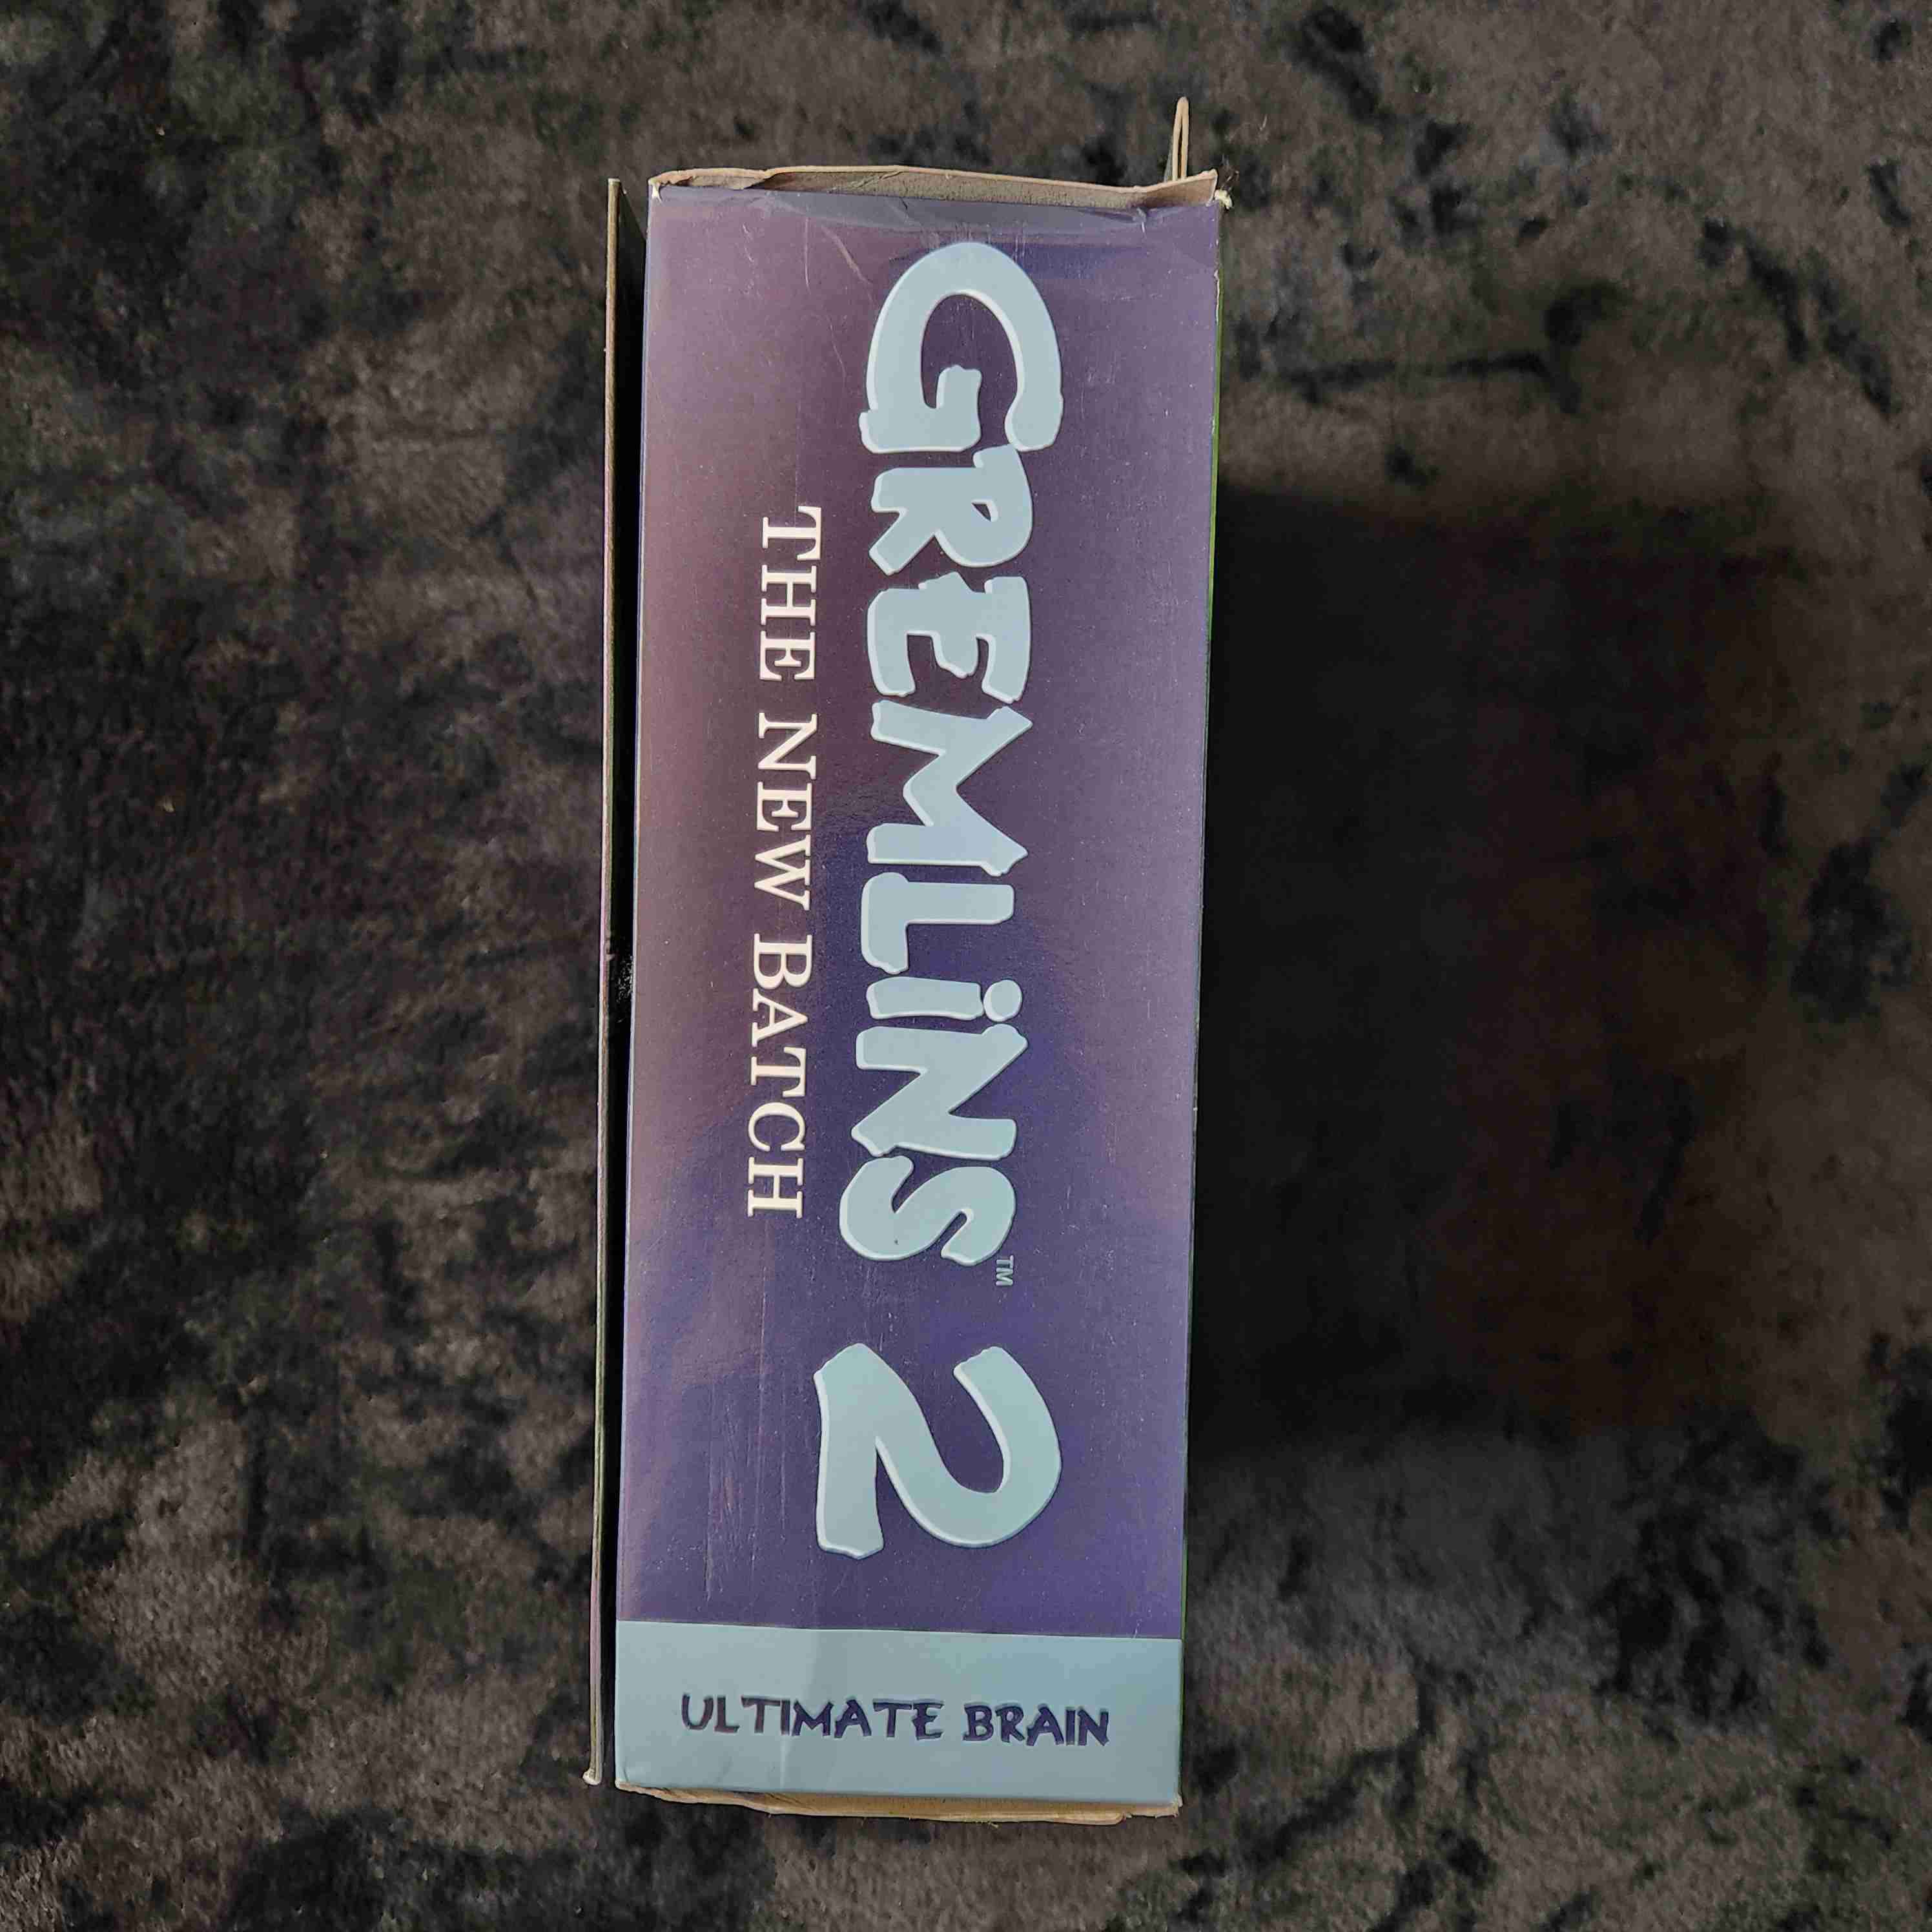 GREMLiNS™ 2
THE NEW BATCH
ULTIMATE BRAIN